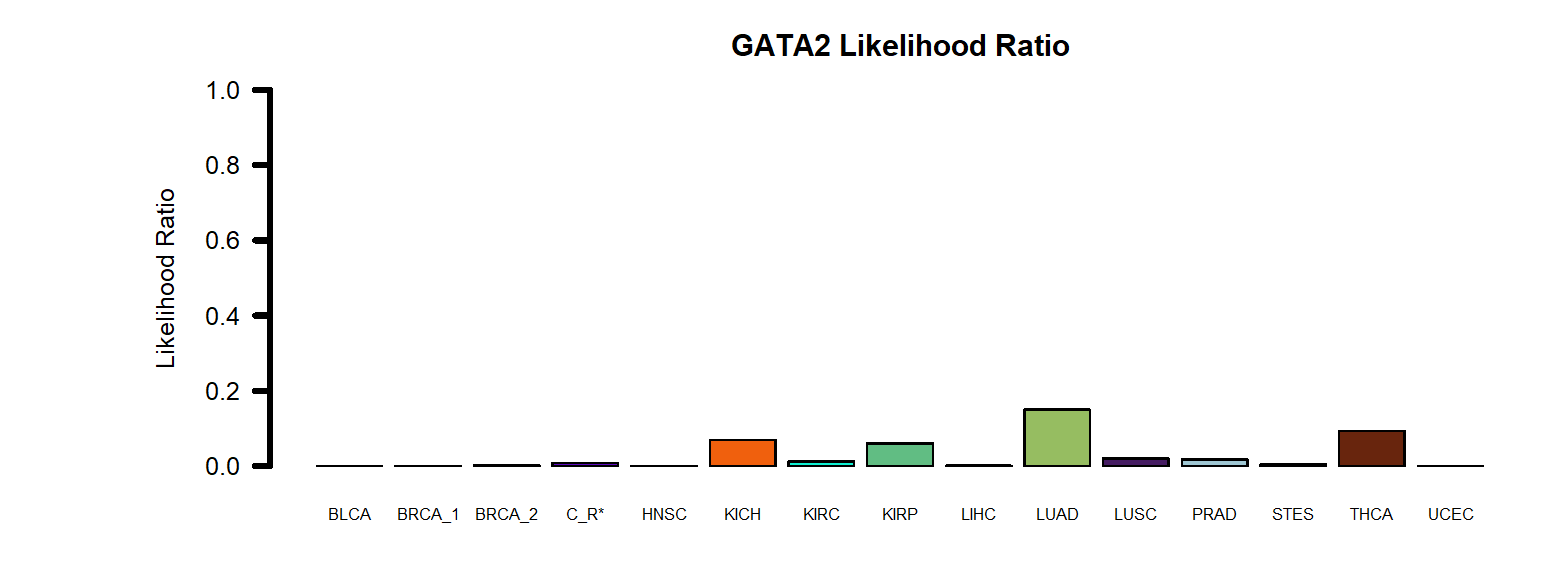 GATA2 Likelihood Ratio
Likelihood Ratio
1.0
0.8
0.6
0.4
0.2
0.0
BLCA BRCA_1 BRCA_2 C_R* HNSC KICH KIRC KIRP LIHC LUAD LUSC PRAD STES THCA UCEC